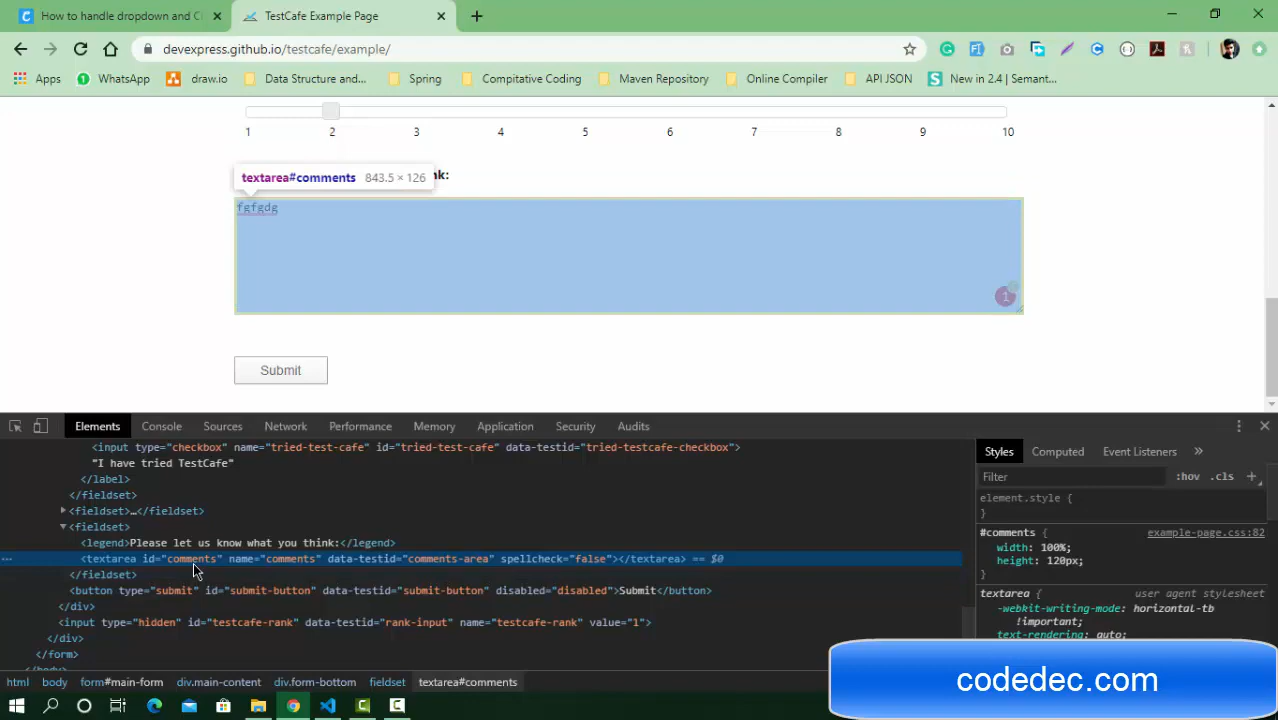 How to handle dropdown and C
TestCafe Example Page
devexpress.github.io/testcafe/example/
Apps
WhatsApp
draw.io
Data Structure and...
Spring
Compitative Coding
Maven Repository
Online Compiler
API JSON
New in 2.4 | Semant...
1 2 3 4 5 6 7 8 9 10
textarea#comments 843.5 × 126
nk:
fgfgdg
1
Submit
Elements Console Sources Network Performance Memory Application Security Audits
<input type="checkbox" name="tried-test-cafe" id="tried-test-cafe" data-testid="tried-testcafe-checkbox">
"I have tried TestCafe"
</label>
</fieldset>
<fieldset>…</fieldset>
<fieldset>
<legend>Please let us know what you think:</legend>
<textarea id="comments" name="comments" data-testid="comments-area" spellcheck="false"></textarea> == $0
</fieldset>
<button type="submit" id="submit-button" data-testid="submit-button" disabled="disabled">Submit</button>
</div>
<input type="hidden" id="testcafe-rank" data-testid="rank-input" name="testcafe-rank" value="1">
</div>
</form>
</body>
html body form#main-form div.main-content div.form-bottom fieldset textarea#comments
Styles Computed Event Listeners »
Filter :hov .cls +
element.style {
}
#comments { example-page.css:82
width: 100%;
height: 120px;
}
textarea { user agent stylesheet
-webkit-writing-mode: horizontal-tb
!important;
text-rendering: auto;
codedec.com